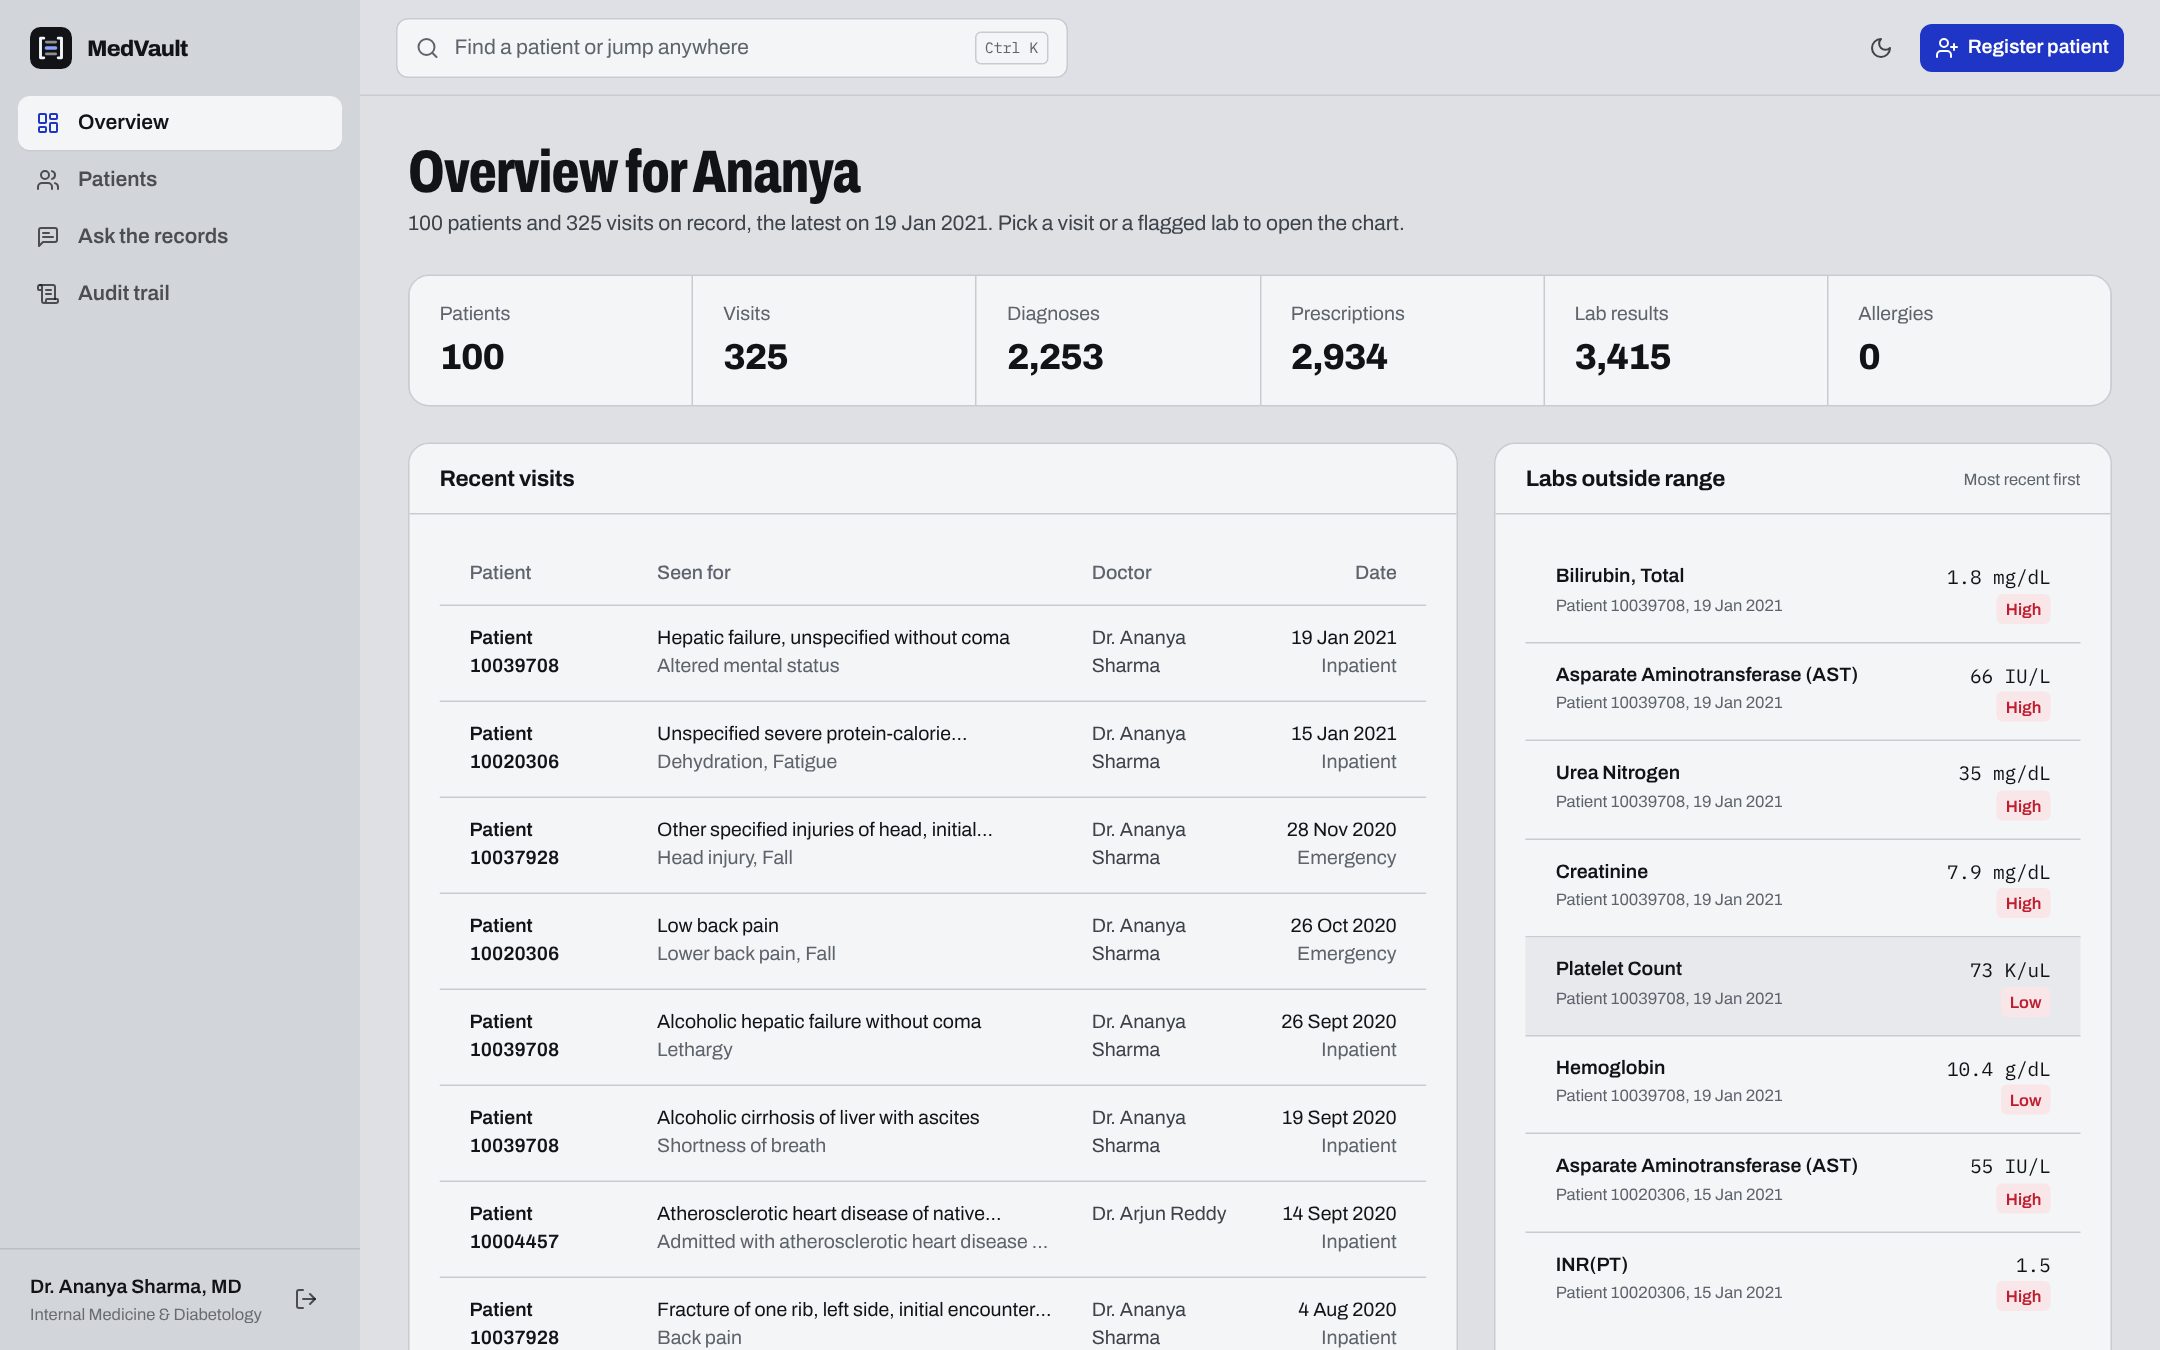 MedVault
Find a patient or jump anywhere
Ctrl K
Register patient
Overview
Patients
Ask the records
Audit trail
Overview for Ananya
100 patients and 325 visits on record, the latest on 19 Jan 2021. Pick a visit or a flagged lab to open the chart.
Patients
100
Visits
325
Diagnoses
2,253
Prescriptions
2,934
Lab results
3,415
Allergies
0
Recent visits
Patient Seen for Doctor Date
Patient Hepatic failure, unspecified without coma Dr. Ananya 19 Jan 2021
10039708 Altered mental status Sharma Inpatient
Patient Unspecified severe protein-calorie... Dr. Ananya 15 Jan 2021
10020306 Dehydration, Fatigue Sharma Inpatient
Patient Other specified injuries of head, initial... Dr. Ananya 28 Nov 2020
10037928 Head injury, Fall Sharma Emergency
Patient Low back pain Dr. Ananya 26 Oct 2020
10020306 Lower back pain, Fall Sharma Emergency
Patient Alcoholic hepatic failure without coma Dr. Ananya 26 Sept 2020
10039708 Lethargy Sharma Inpatient
Patient Alcoholic cirrhosis of liver with ascites Dr. Ananya 19 Sept 2020
10039708 Shortness of breath Sharma Inpatient
Patient Atherosclerotic heart disease of native... Dr. Arjun Reddy 14 Sept 2020
10004457 Admitted with atherosclerotic heart disease ... Inpatient
Patient Fracture of one rib, left side, initial encounter... Dr. Ananya 4 Aug 2020
10037928 Back pain Sharma Inpatient
Labs outside range Most recent first
Bilirubin, Total 1.8 mg/dL
Patient 10039708, 19 Jan 2021 High
Asparate Aminotransferase (AST) 66 IU/L
Patient 10039708, 19 Jan 2021 High
Urea Nitrogen 35 mg/dL
Patient 10039708, 19 Jan 2021 High
Creatinine 7.9 mg/dL
Patient 10039708, 19 Jan 2021 High
Platelet Count 73 K/uL
Patient 10039708, 19 Jan 2021 Low
Hemoglobin 10.4 g/dL
Patient 10039708, 19 Jan 2021 Low
Asparate Aminotransferase (AST) 55 IU/L
Patient 10020306, 15 Jan 2021 High
INR(PT) 1.5
Patient 10020306, 15 Jan 2021 High
Dr. Ananya Sharma, MD
Internal Medicine & Diabetology